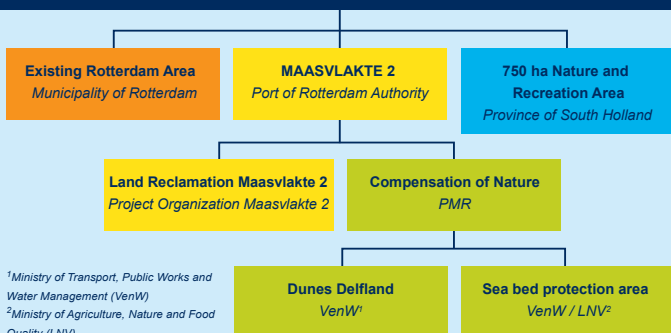 Existing Rotterdam Area
Municipality of Rotterdam
MAASVLAKTE 2
Port of Rotterdam Authority
750 ha Nature and
Recreation Area
Province of South Holland
Land Reclamation Maasvlakte 2
Project Organization Maasvlakte 2
Compensation of Nature
PMR
Dunes Delfland
VenW¹
Sea bed protection area
VenW / LNV²
¹Ministry of Transport, Public Works and
Water Management (VenW)
²Ministry of Agriculture, Nature and Food
Quality (LNV)